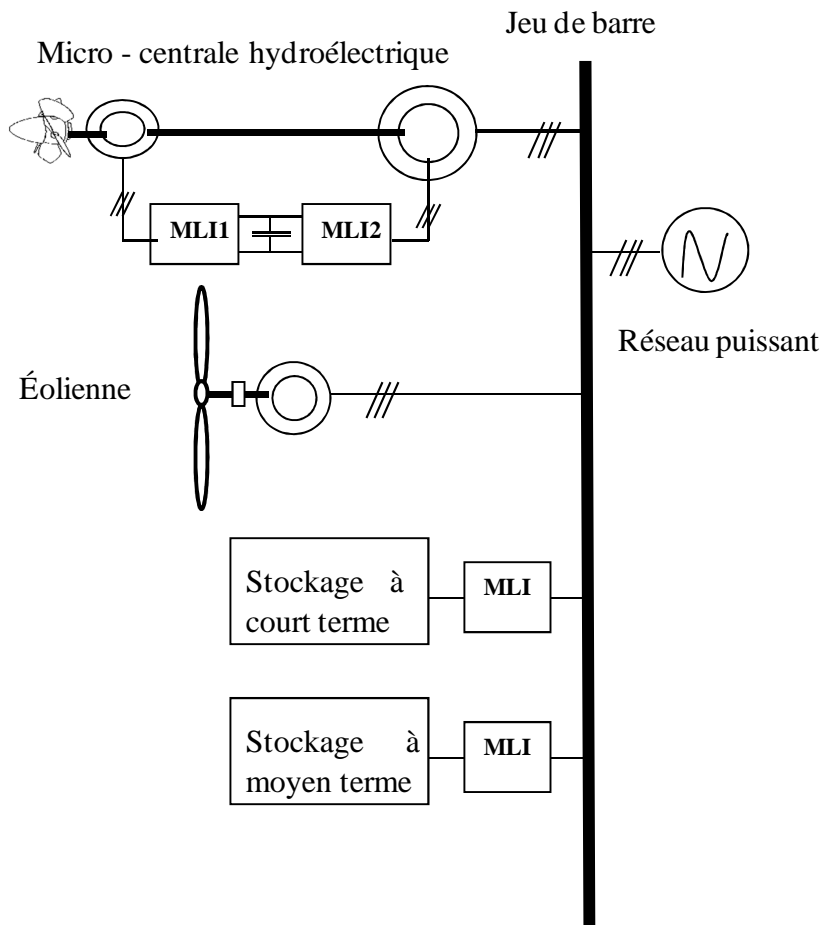 Jeu de barre
Micro - centrale hydroélectrique
MLI1
MLI2
Réseau puissant
Éolienne
Stockage à
court terme
MLI
Stockage à
moyen terme
MLI